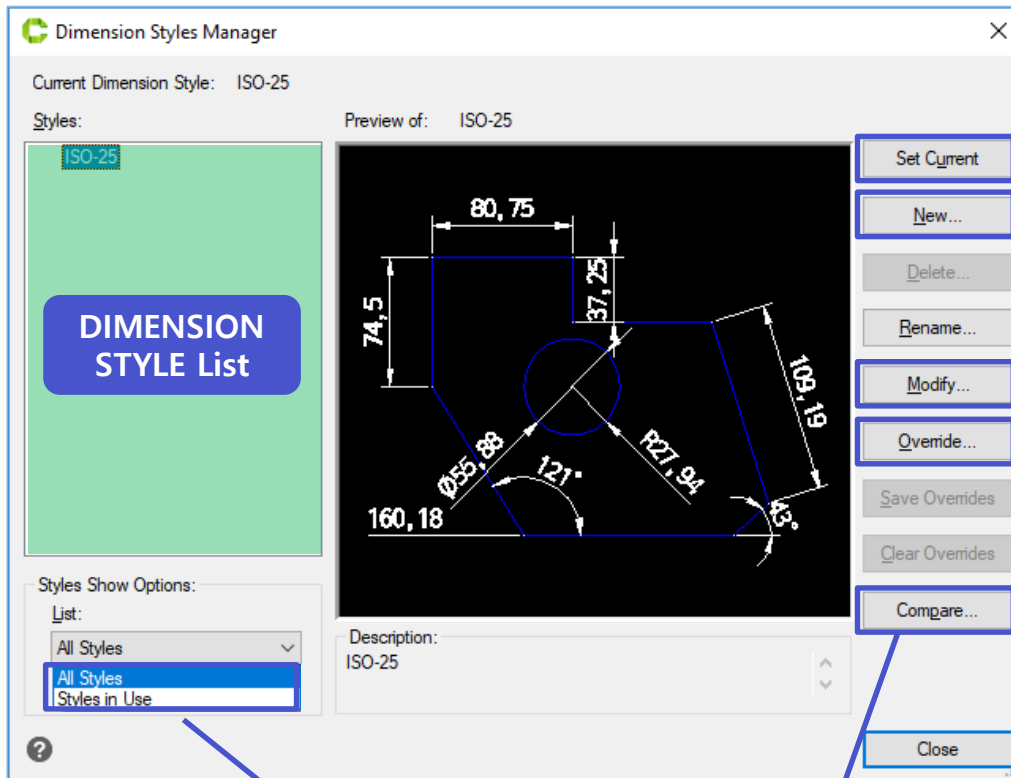 Dimension Styles Manager
Current Dimension Style: ISO-25
Styles:
Preview of: ISO-25
ISO-25
DIMENSION
STYLE List
80,75
74,5
37,25
109,19
Ø55,88
121°
R27,94
43°
160,18
Set Current
New...
Delete...
Rename...
Modify...
Override...
Save Overrides
Clear Overrides
Compare...
Styles Show Options:
List:
All Styles
All Styles
Styles in Use
Description:
ISO-25
?
Close